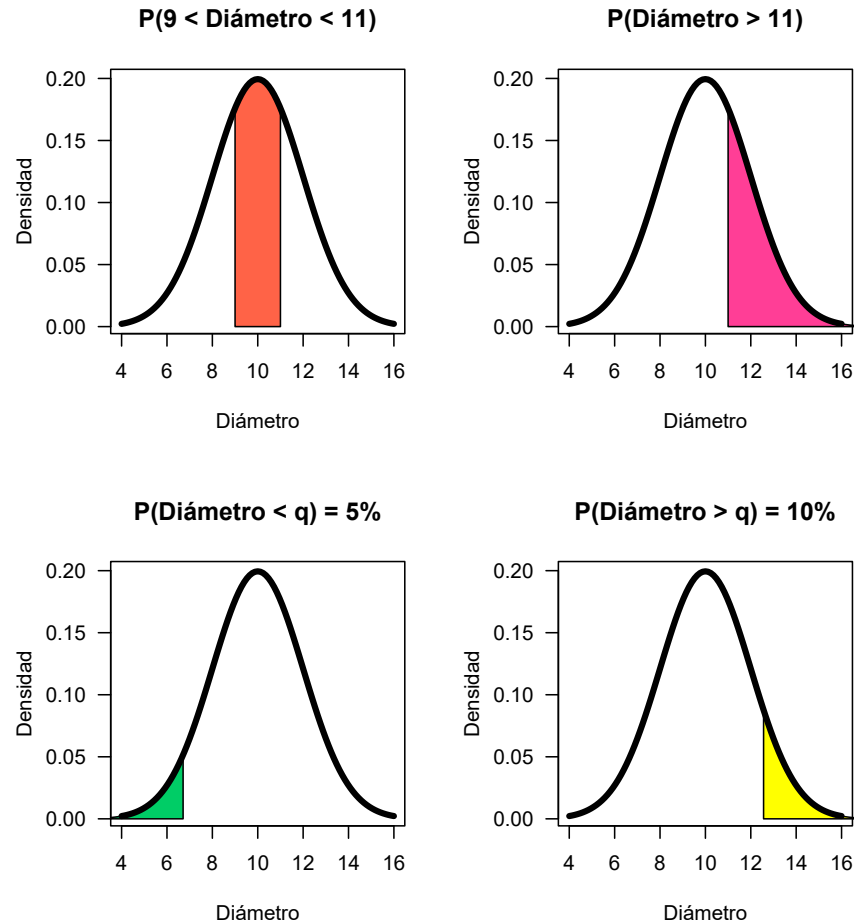 P(9 < Diámetro < 11)
Densidad
0.20
0.15
0.10
0.05
0.00
4 6 8 10 12 14 16
Diámetro
P(Diámetro > 11)
Densidad
0.20
0.15
0.10
0.05
0.00
4 6 8 10 12 14 16
Diámetro
P(Diámetro < q) = 5%
Densidad
0.20
0.15
0.10
0.05
0.00
4 6 8 10 12 14 16
Diámetro
P(Diámetro > q) = 10%
Densidad
0.20
0.15
0.10
0.05
0.00
4 6 8 10 12 14 16
Diámetro